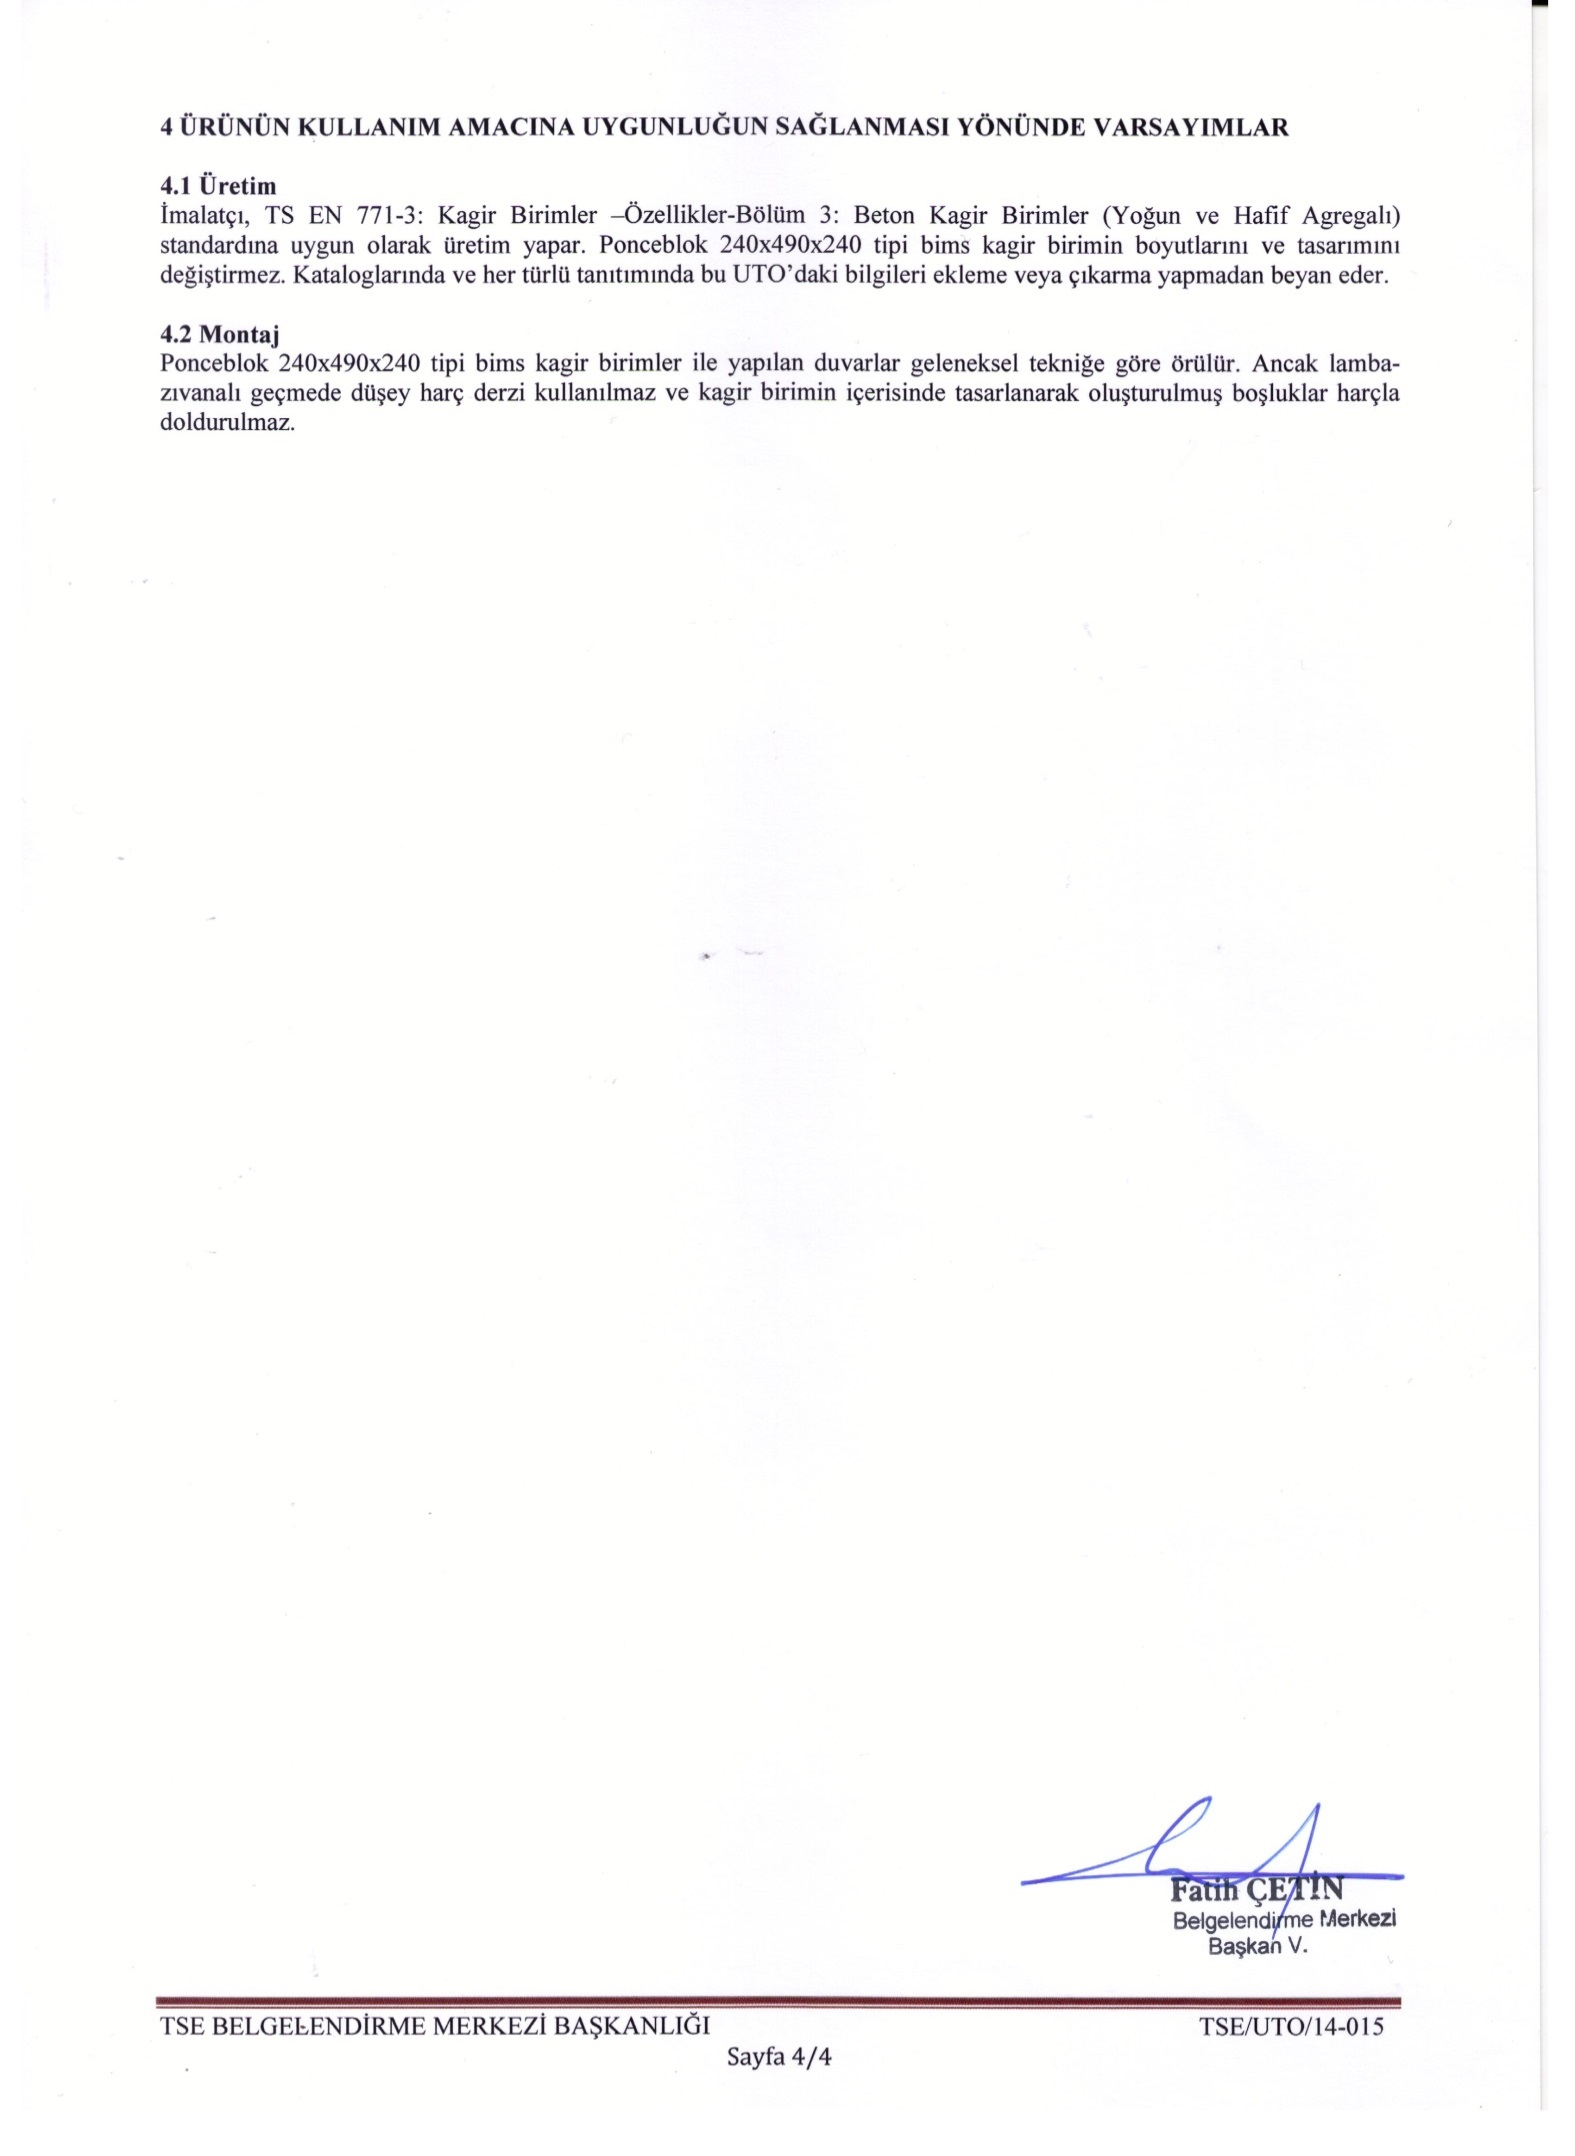 4 ÜRÜNÜN KULLANIM AMACINA UYGUNLUĞUN SAĞLANMASI YÖNÜNDE VARSAYIMLAR
4.1 Üretim
İmalatçı, TS EN 771-3: Kagir Birimler –Özellikler-Bölüm 3: Beton Kagir Birimler (Yoğun ve Hafif Agregalı)
standardına uygun olarak üretim yapar. Ponceblok 240x490x240 tipi bims kagir birimin boyutlarını ve tasarımını
değiştirmez. Kataloglarında ve her türlü tanıtımında bu UTO’daki bilgileri ekleme veya çıkarma yapmadan beyan eder.
4.2 Montaj
Ponceblok 240x490x240 tipi bims kagir birimler ile yapılan duvarlar geleneksel tekniğe göre örülür. Ancak lamba-
zıvanalı geçmede düşey harç derzi kullanılmaz ve kagir birimin içerisinde tasarlanarak oluşturulmuş boşluklar harçla
doldurulmaz.
Fatih ÇETİN
Belgelendirme Merkezi
Başkan V.
TSE BELGELENDİRME MERKEZİ BAŞKANLIĞI TSE/UTO/14-015
Sayfa 4/4